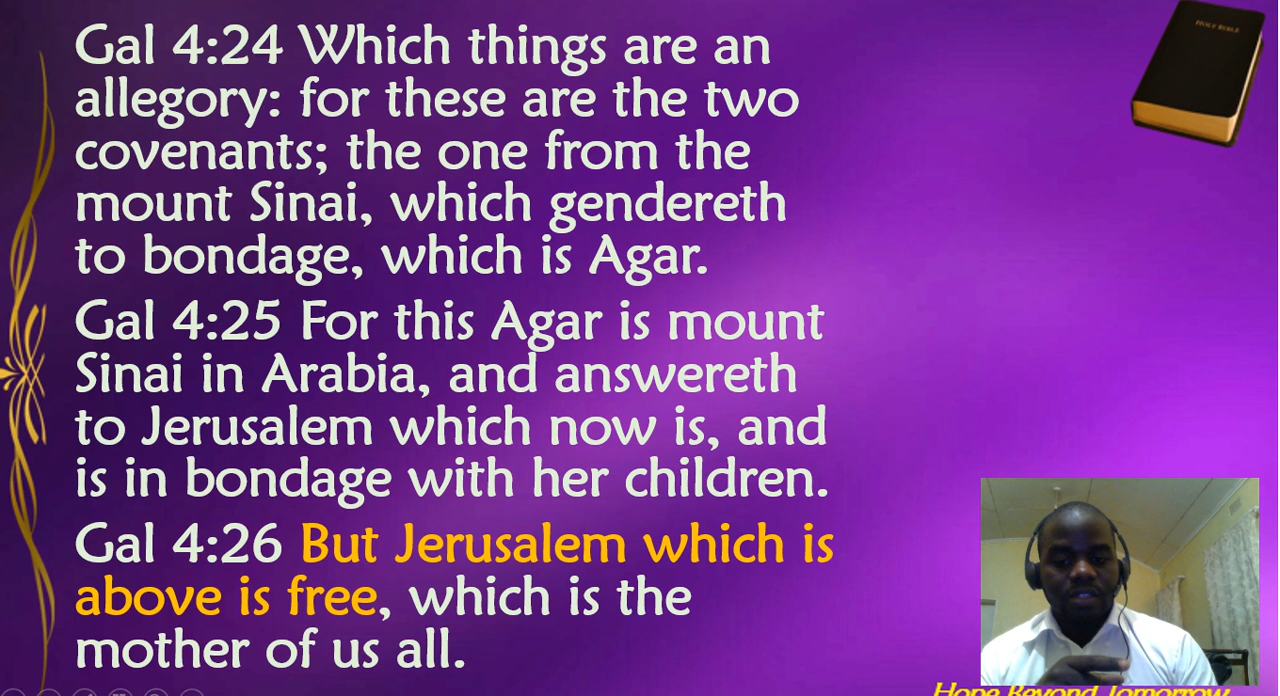 HOLY BIBLE
Gal 4:24 Which things are an
allegory: for these are the two
covenants; the one from the
mount Sinai, which gendereth
to bondage, which is Agar.
Gal 4:25 For this Agar is mount
Sinai in Arabia, and answereth
to Jerusalem which now is, and
is in bondage with her children.
Gal 4:26 But Jerusalem which is
above is free, which is the
mother of us all.
Hope Beyond Tomorrow